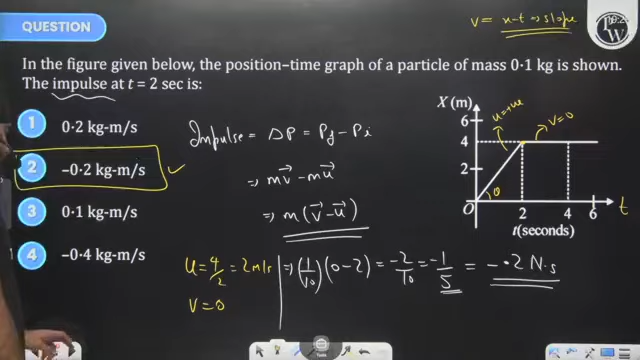 QUESTION
v = x-t → slope
In the figure given below, the position-time graph of a particle of mass 0·1 kg is shown.
The impulse at t = 2 sec is:
1 0·2 kg-m/s
2 –0·2 kg-m/s ✓
3 0·1 kg-m/s
4 –0·4 kg-m/s
Impulse = ΔP = Pf – Pi
⇒ mv⃗ – mu⃗
⇒ m(v⃗ – u⃗)
u = 4/2 = 2 m/s
v = 0
⇒ (1/10)(0–2) = -2/10 = -1/5 = –·2 N·s
X(m)
u=+ve
v=0
6
4
2
θ
O
2 4 6
t
t(seconds)
Tools